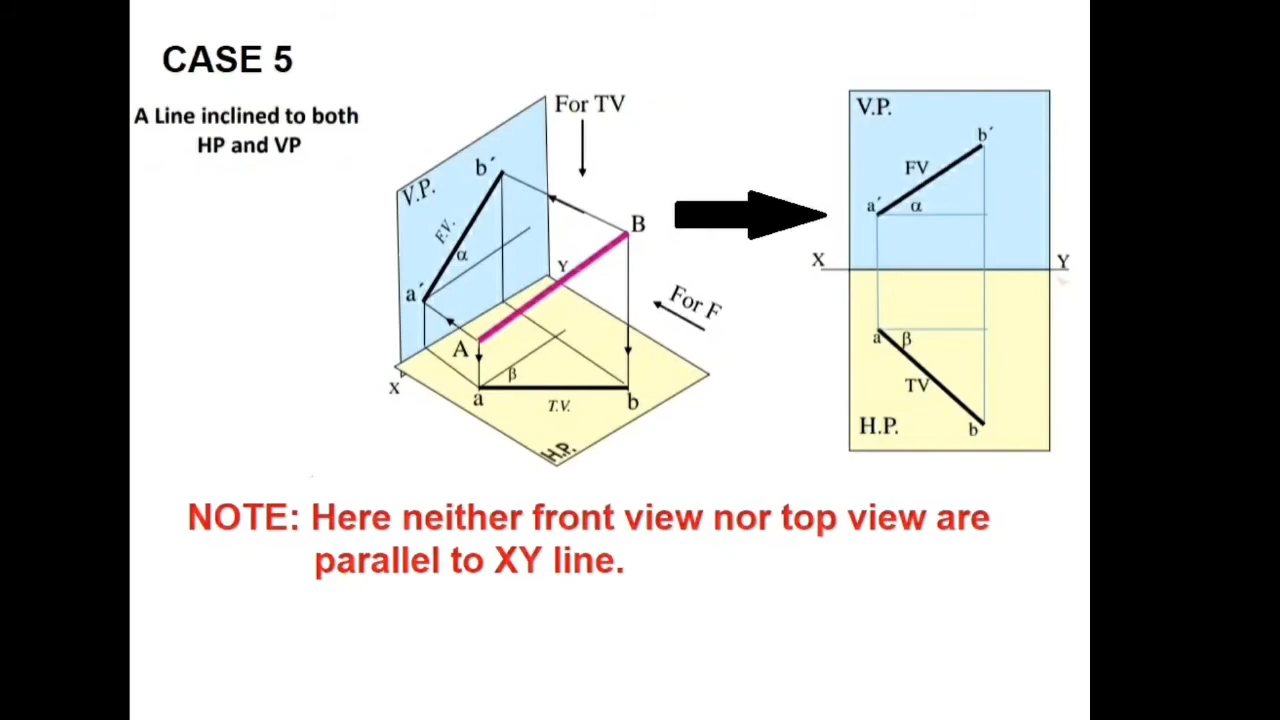 CASE 5
A Line inclined to both
HP and VP
For TV
V.P.
b´
F.V.
α
a´
B
Y
For F
A
β
X
a
T.V.
b
H.P.
V.P.
b´
FV
a´
α
X
Y
a
β
TV
H.P.
b
NOTE: Here neither front view nor top view are
parallel to XY line.